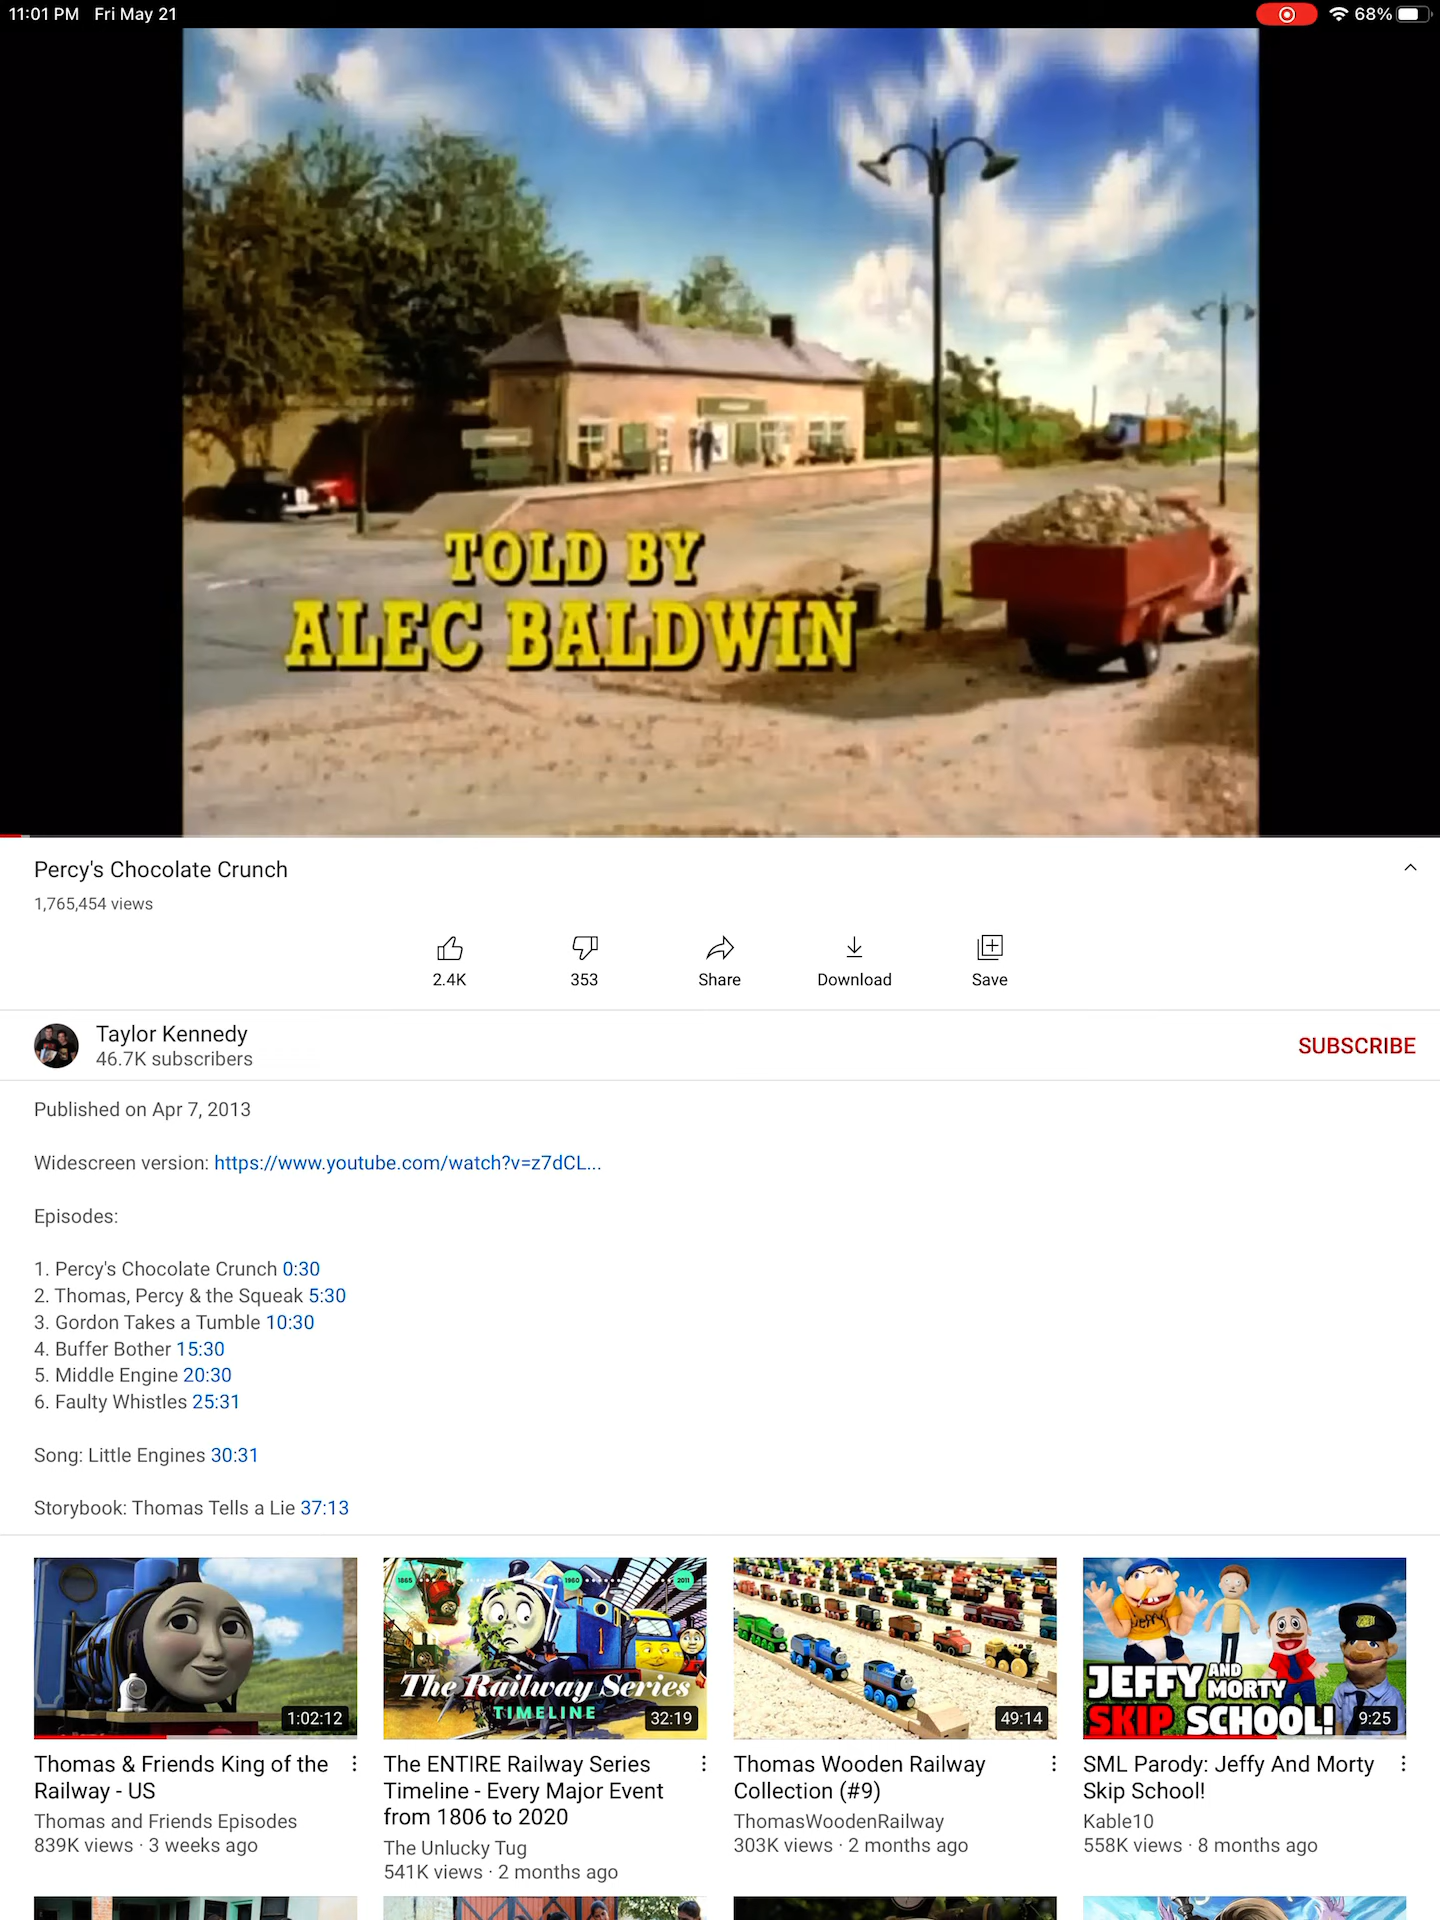 11:01 PM Fri May 21
68%
TOLD BY
ALEC BALDWIN
Percy's Chocolate Crunch
1,765,454 views
2.4K
353
Share
Download
Save
Taylor Kennedy
46.7K subscribers
SUBSCRIBE
Published on Apr 7, 2013
Widescreen version: https://www.youtube.com/watch?v=z7dCL...
Episodes:
1. Percy's Chocolate Crunch 0:30
2. Thomas, Percy & the Squeak 5:30
3. Gordon Takes a Tumble 10:30
4. Buffer Bother 15:30
5. Middle Engine 20:30
6. Faulty Whistles 25:31
Song: Little Engines 30:31
Storybook: Thomas Tells a Lie 37:13
1:02:12
Thomas & Friends King of the
Railway - US
Thomas and Friends Episodes
839K views · 3 weeks ago
1865
1960
2011
1
The Railway Series
TIMELINE
32:19
The ENTIRE Railway Series
Timeline - Every Major Event
from 1806 to 2020
The Unlucky Tug
541K views · 2 months ago
49:14
Thomas Wooden Railway
Collection (#9)
ThomasWoodenRailway
303K views · 2 months ago
JEFFY
JEFFY AND MORTY
SKIP SCHOOL!
9:25
SML Parody: Jeffy And Morty
Skip School!
Kable10
558K views · 8 months ago